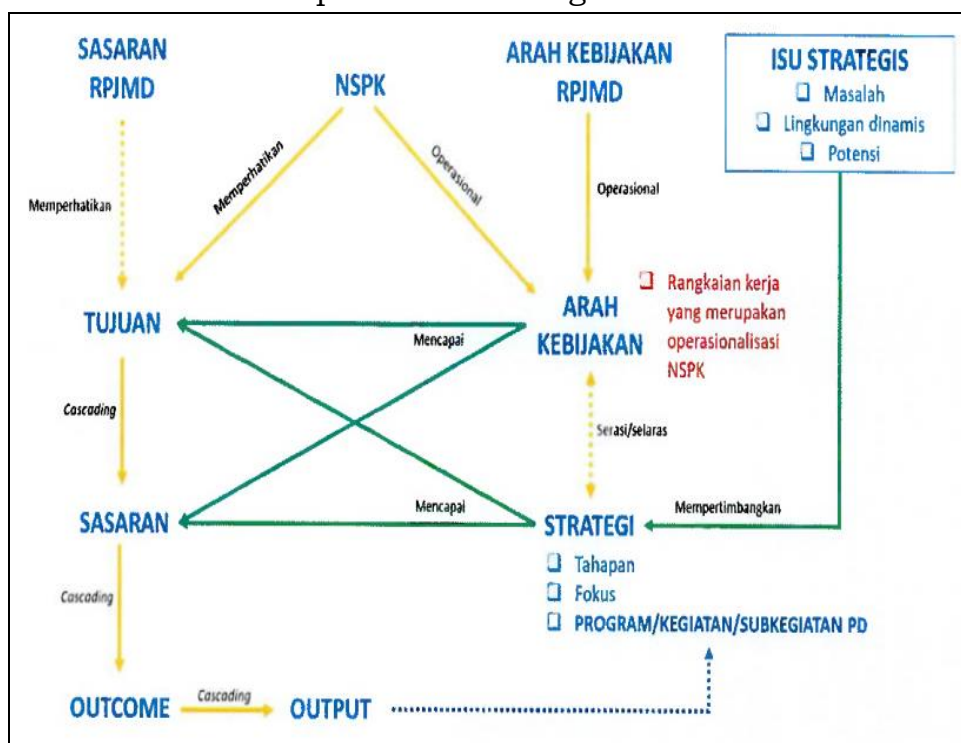 SASARAN
RPJMD
NSPK
ARAH KEBIJAKAN
RPJMD
ISU STRATEGIS
Masalah
Lingkungan dinamis
Potensi
Memperhatikan
Memperhatikan
Operasional
Operasional
TUJUAN
Mencapai
ARAH
KEBIJAKAN
Rangkaian kerja
yang merupakan
operasionalisasi
NSPK
Cascading
Serasi/selaras
SASARAN
Mencapai
STRATEGI
Mempertimbangkan
Tahapan
Fokus
PROGRAM/KEGIATAN/SUBKEGIATAN PD
Cascading
OUTCOME
Cascading
OUTPUT